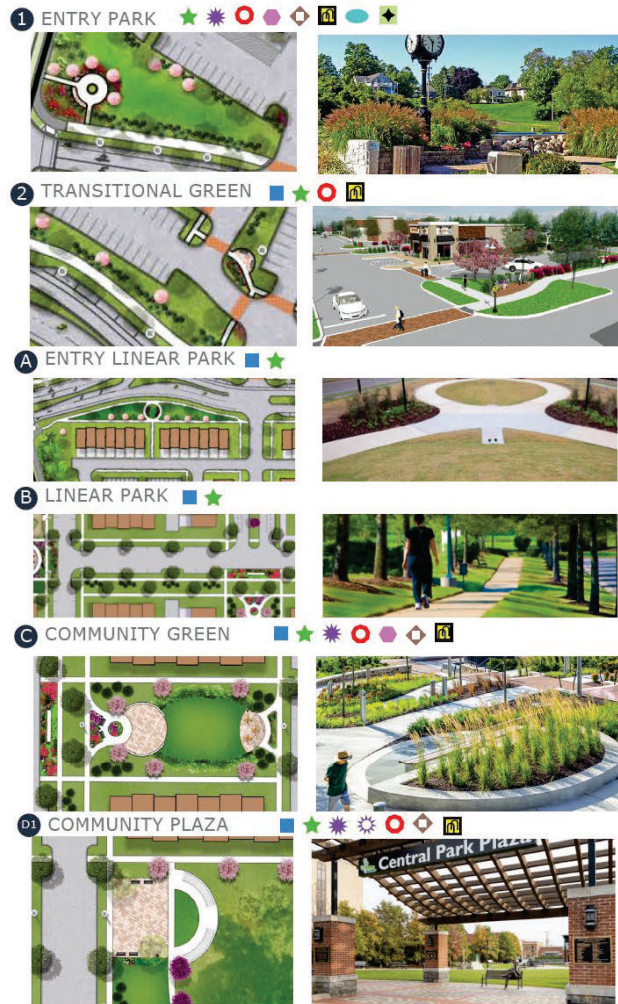 1 ENTRY PARK
2 TRANSITIONAL GREEN
A ENTRY LINEAR PARK
B LINEAR PARK
C COMMUNITY GREEN
D1 COMMUNITY PLAZA
Central Park Plaza